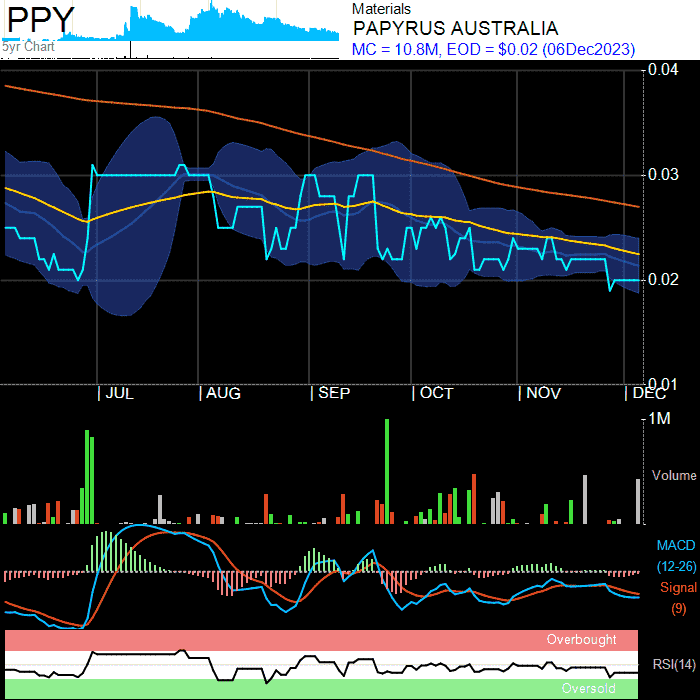 PPY
5yr Chart
Materials
PAPYRUS AUSTRALIA
MC = 10.8M, EOD = $0.02 (06Dec2023)
0.04
0.03
0.02
0.01
| JUL | AUG | SEP | OCT | NOV | DEC
1M
Volume
MACD
(12-26)
Signal
(9)
Overbought
RSI(14)
Oversold